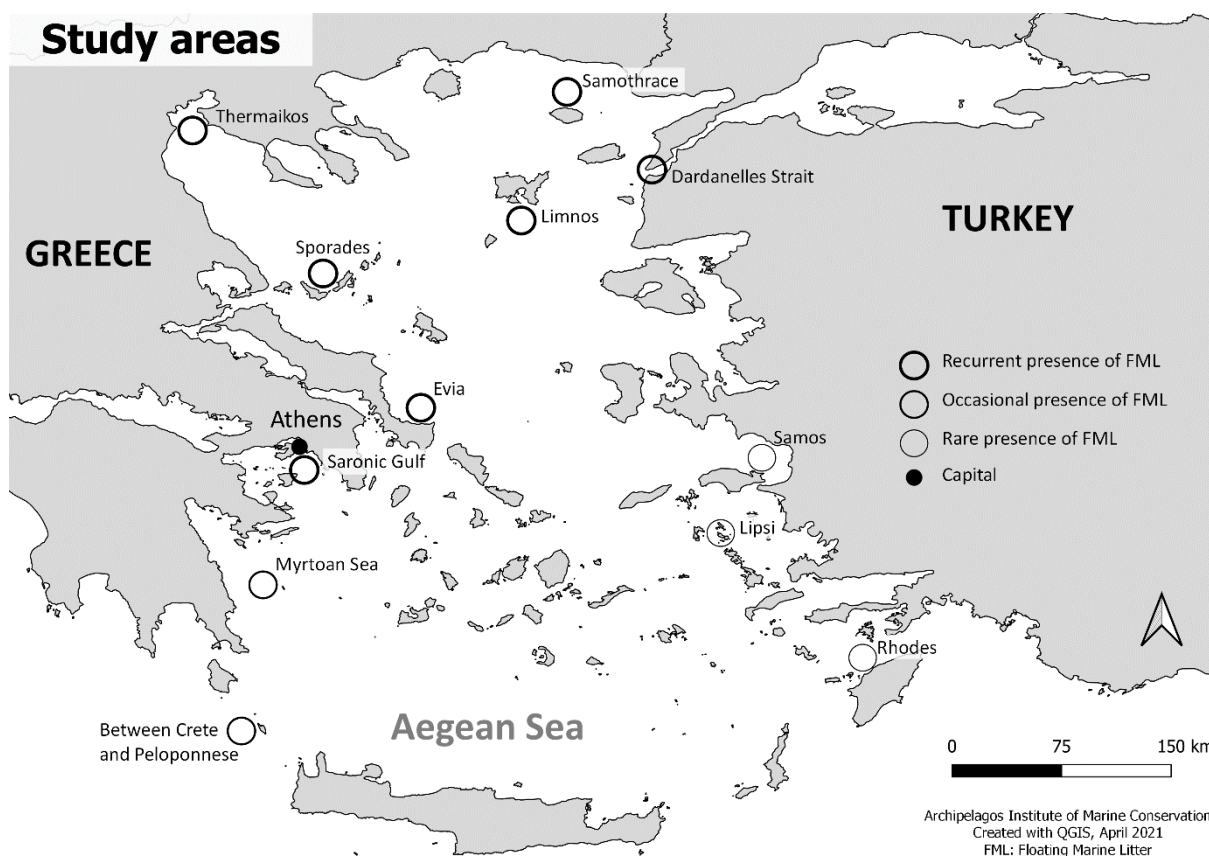 Study areas
Samothrace
Thermaikos
Dardanelles Strait
Limnos
TURKEY
GREECE
Sporades
Recurrent presence of FML
Evia
Occasional presence of FML
Athens
Rare presence of FML
Samos
Saronic Gulf
Capital
Lipsi
Myrtoan Sea
Rhodes
Between Crete
and Peloponnese
Aegean Sea
0 75 150 km
Archipelagos Institute of Marine Conservation
Created with QGIS, April 2021
FML: Floating Marine Litter